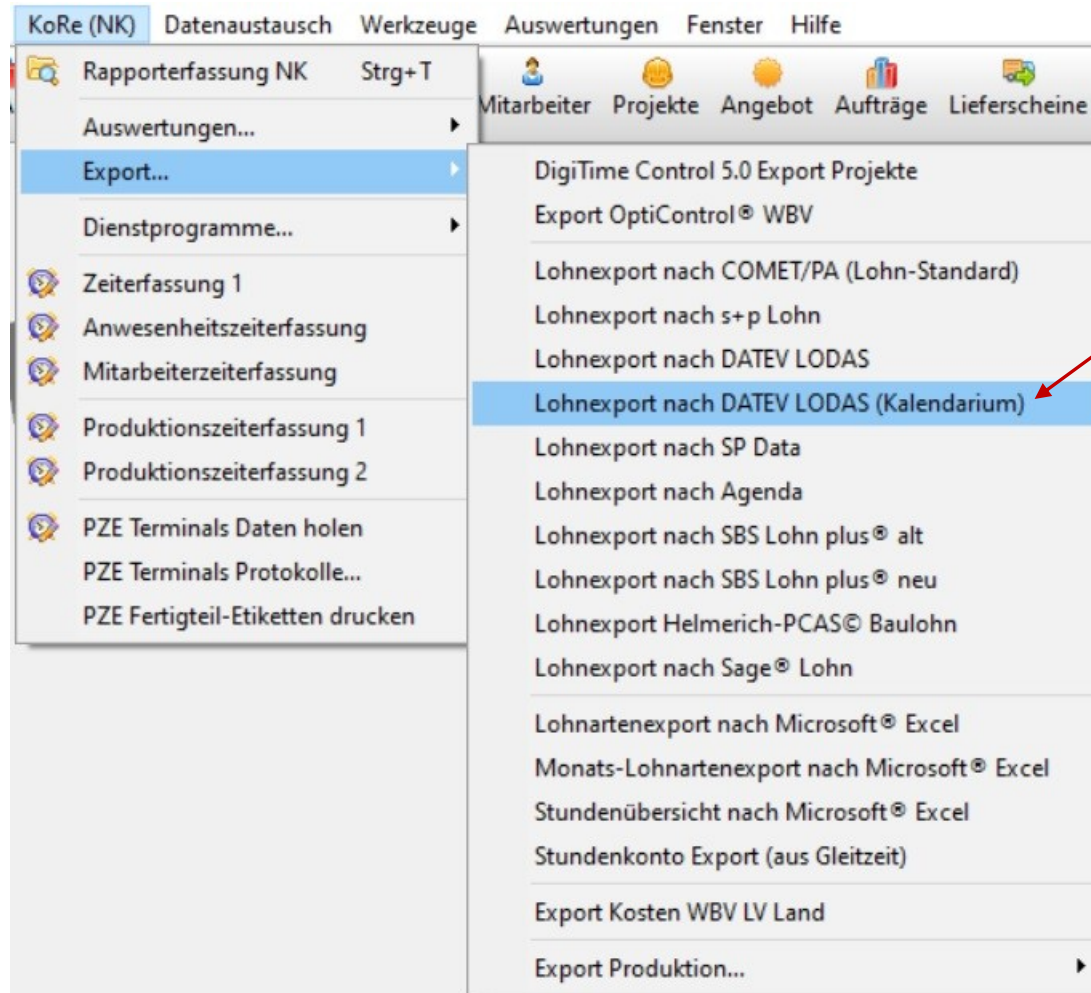 KoRe (NK) Datenaustausch Werkzeuge Auswertungen Fenster Hilfe
Mitarbeiter Projekte Angebot Aufträge Lieferscheine
Rapporterfassung NK Strg+T
Auswertungen...
Export...
Dienstprogramme...
Zeiterfassung 1
Anwesenheitszeiterfassung
Mitarbeiterzeiterfassung
Produktionszeiterfassung 1
Produktionszeiterfassung 2
PZE Terminals Daten holen
PZE Terminals Protokolle...
PZE Fertigteil-Etiketten drucken
DigiTime Control 5.0 Export Projekte
Export OptiControl® WBV
Lohnexport nach COMET/PA (Lohn-Standard)
Lohnexport nach s+p Lohn
Lohnexport nach DATEV LODAS
Lohnexport nach DATEV LODAS (Kalendarium)
Lohnexport nach SP Data
Lohnexport nach Agenda
Lohnexport nach SBS Lohn plus® alt
Lohnexport nach SBS Lohn plus® neu
Lohnexport Helmerich-PCAS© Baulohn
Lohnexport nach Sage® Lohn
Lohnartenexport nach Microsoft® Excel
Monats-Lohnartenexport nach Microsoft® Excel
Stundenübersicht nach Microsoft® Excel
Stundenkonto Export (aus Gleitzeit)
Export Kosten WBV LV Land
Export Produktion...